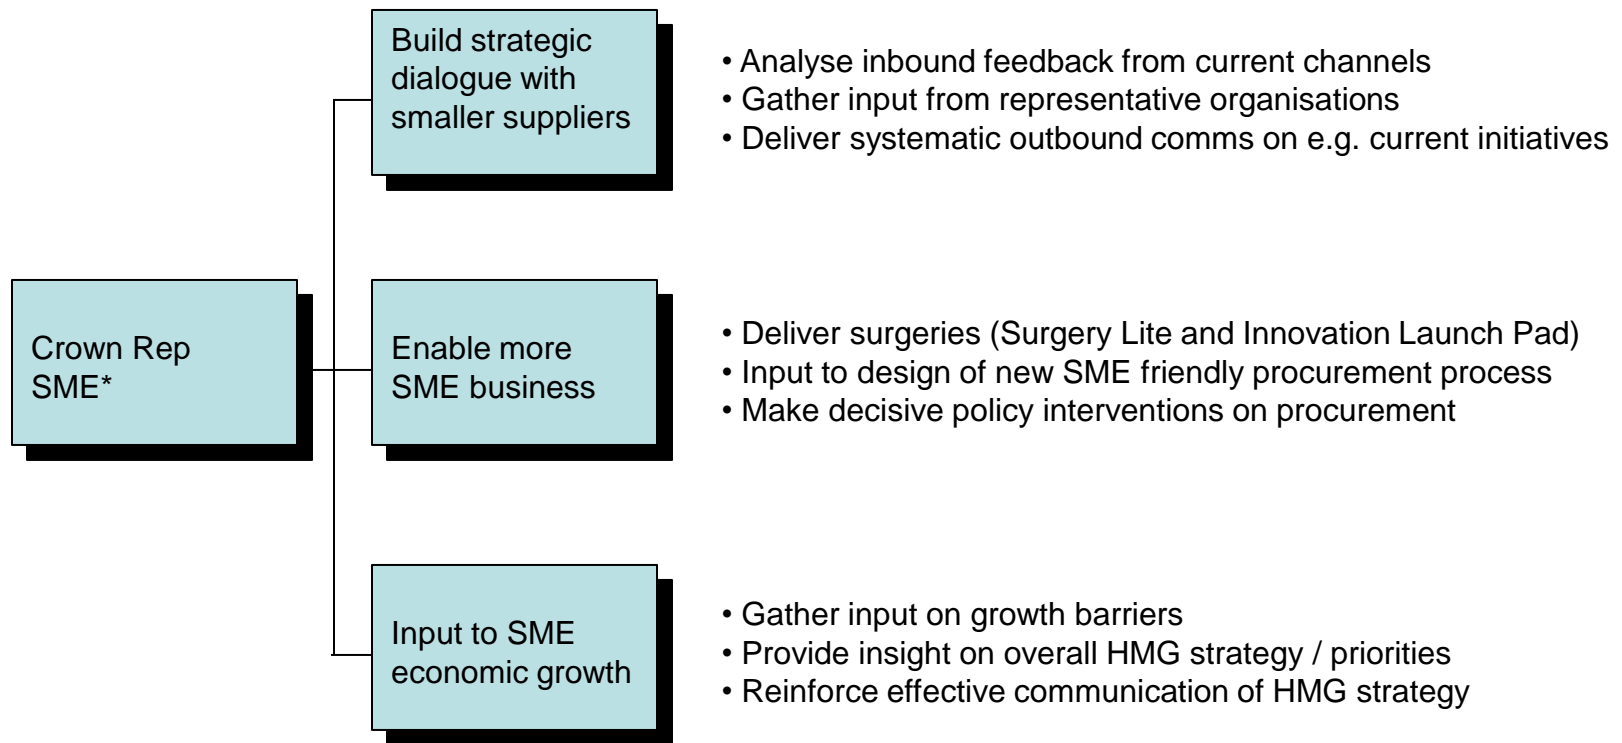 Build strategic
dialogue with
smaller suppliers
• Analyse inbound feedback from current channels
• Gather input from representative organisations
• Deliver systematic outbound comms on e.g. current initiatives
Crown Rep
SME*
Enable more
SME business
• Deliver surgeries (Surgery Lite and Innovation Launch Pad)
• Input to design of new SME friendly procurement process
• Make decisive policy interventions on procurement
Input to SME
economic growth
• Gather input on growth barriers
• Provide insight on overall HMG strategy / priorities
• Reinforce effective communication of HMG strategy